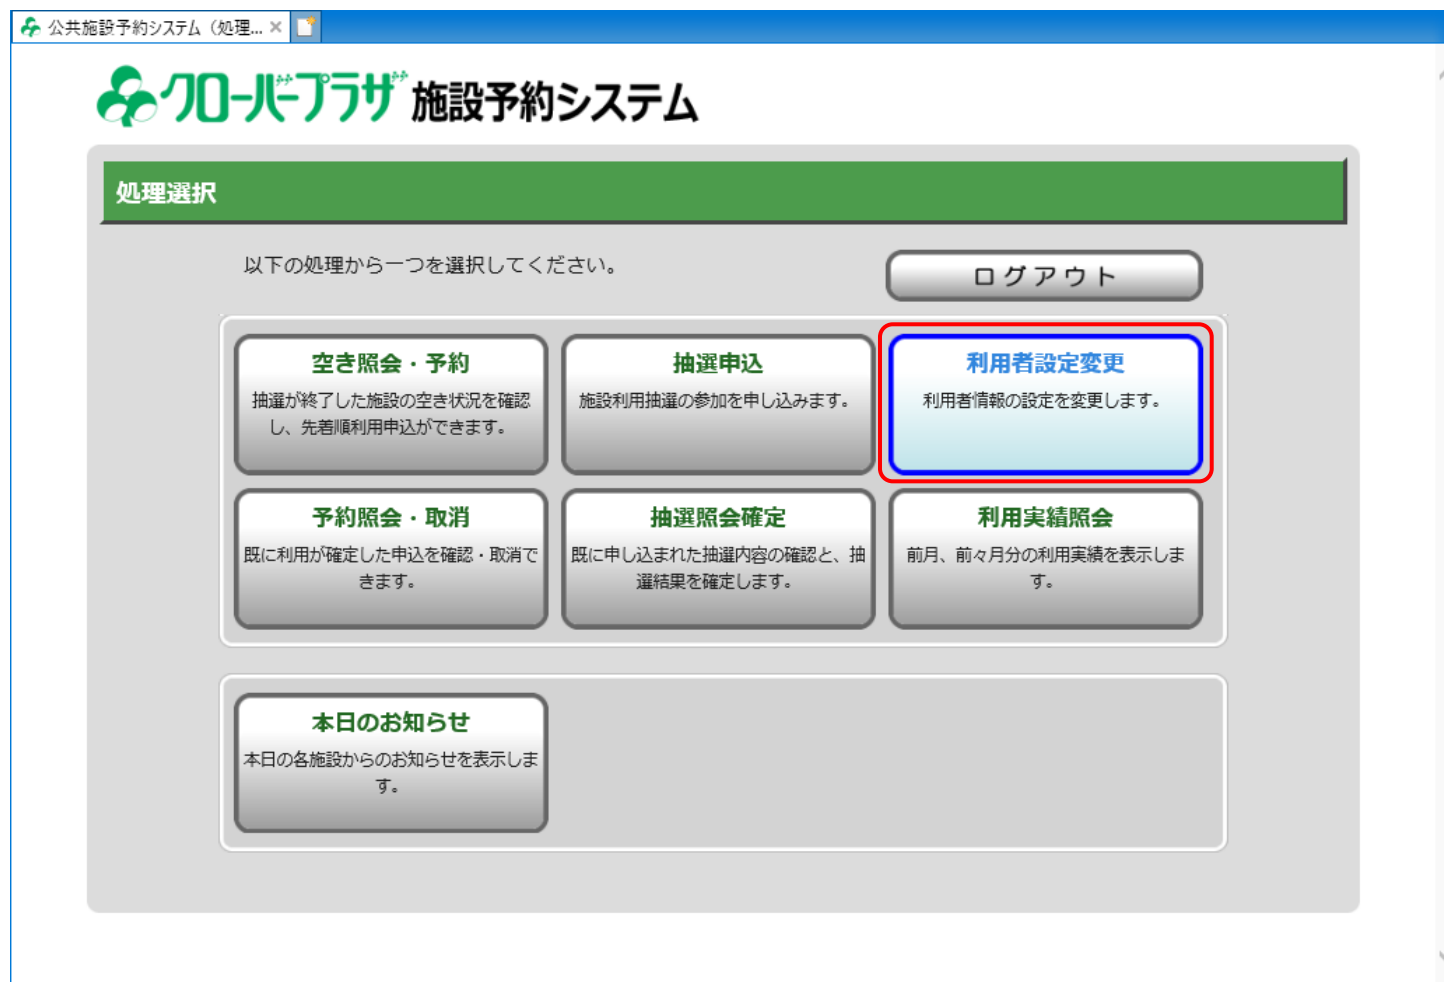 公共施設予約システム（処理...
クローバープラザ 施設予約システム
処理選択
以下の処理から一つを選択してください。
ログアウト
空き照会・予約
抽選が終了した施設の空き状況を確認
し、先着順利用申込ができます。
抽選申込
施設利用抽選の参加を申し込みます。
利用者設定変更
利用者情報の設定を変更します。
予約照会・取消
既に利用が確定した申込を確認・取消で
きます。
抽選照会確定
既に申し込まれた抽選内容の確認と、抽
選結果を確定します。
利用実績照会
前月、前々月分の利用実績を表示しま
す。
本日のお知らせ
本日の各施設からのお知らせを表示しま
す。